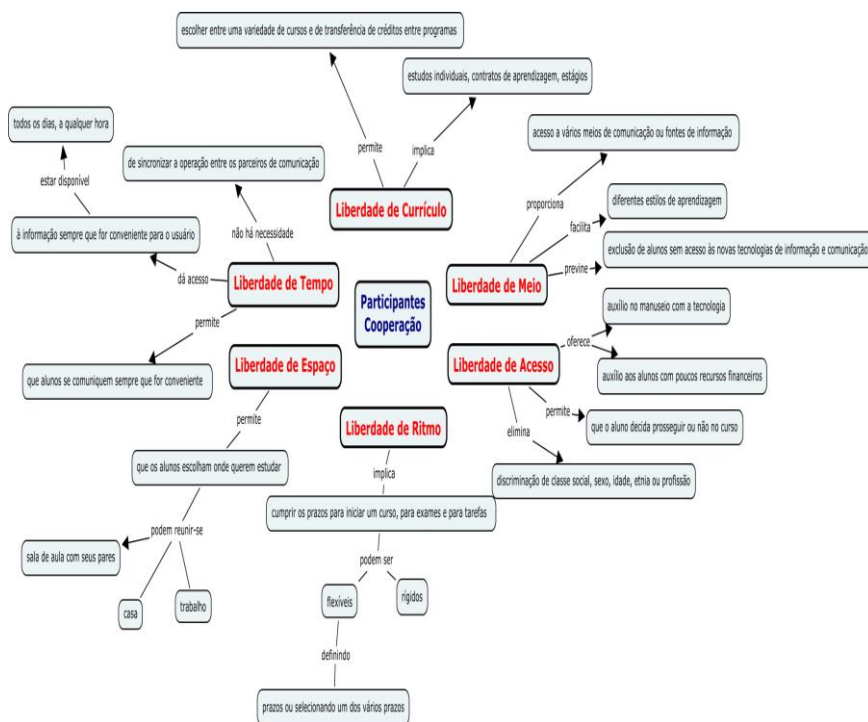 escolher entre uma variedade de cursos e de transferência de créditos entre programas
estudos individuais, contratos de aprendizagem, estágios
permite
implica
Liberdade de Currículo
todos os dias, a qualquer hora
estar disponível
à informação sempre que for conveniente para o usuário
dá acesso
de sincronizar a operação entre os parceiros de comunicação
não há necessidade
Liberdade de Tempo
permite
que alunos se comuniquem sempre que for conveniente
acesso a vários meios de comunicação ou fontes de informação
proporciona
diferentes estilos de aprendizagem
facilita
exclusão de alunos sem acesso às novas tecnologias de informação e comunicação
previne
Liberdade de Meio
Participantes
Cooperação
auxílio no manuseio com a tecnologia
oferece
auxílio aos alunos com poucos recursos financeiros
Liberdade de Acesso
permite
que o aluno decida prosseguir ou não no curso
elimina
discriminação de classe social, sexo, idade, etnia ou profissão
Liberdade de Espaço
permite
que os alunos escolham onde querem estudar
podem reunir-se
sala de aula com seus pares
casa
trabalho
Liberdade de Ritmo
implica
cumprir os prazos para iniciar um curso, para exames e para tarefas
podem ser
flexíveis
rígidos
definindo
prazos ou selecionando um dos vários prazos